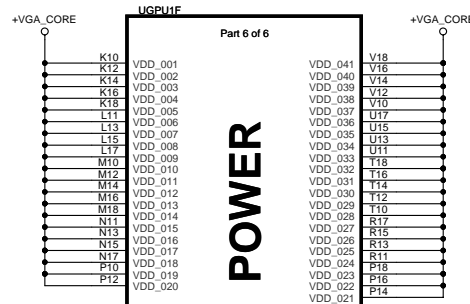 UGPU1F
+VGA_CORE +VGA_CORE
Part 6 of 6
K10 VDD_001 VDD_041 V18
K12 VDD_002 VDD_040 V16
K14 VDD_003 VDD_039 V14
K16 VDD_004 VDD_038 V12
K18 VDD_005 VDD_037 V10
L11 VDD_006 VDD_036 U17
L13 VDD_007 VDD_035 U15
L15 VDD_008 VDD_034 U13
L17 VDD_009 VDD_033 U11
M10 VDD_010 VDD_032 T18
M12 VDD_011 VDD_031 T16
M14 VDD_012 VDD_030 T14
M16 VDD_013 VDD_029 T12
M18 VDD_014 VDD_028 T10
N11 VDD_015 VDD_027 R17
N13 VDD_016 VDD_026 R15
N15 VDD_017 VDD_025 R13
N17 VDD_018 VDD_024 R11
P10 VDD_019 VDD_023 P18
P12 VDD_020 VDD_022 P16
VDD_021 P14
POWER